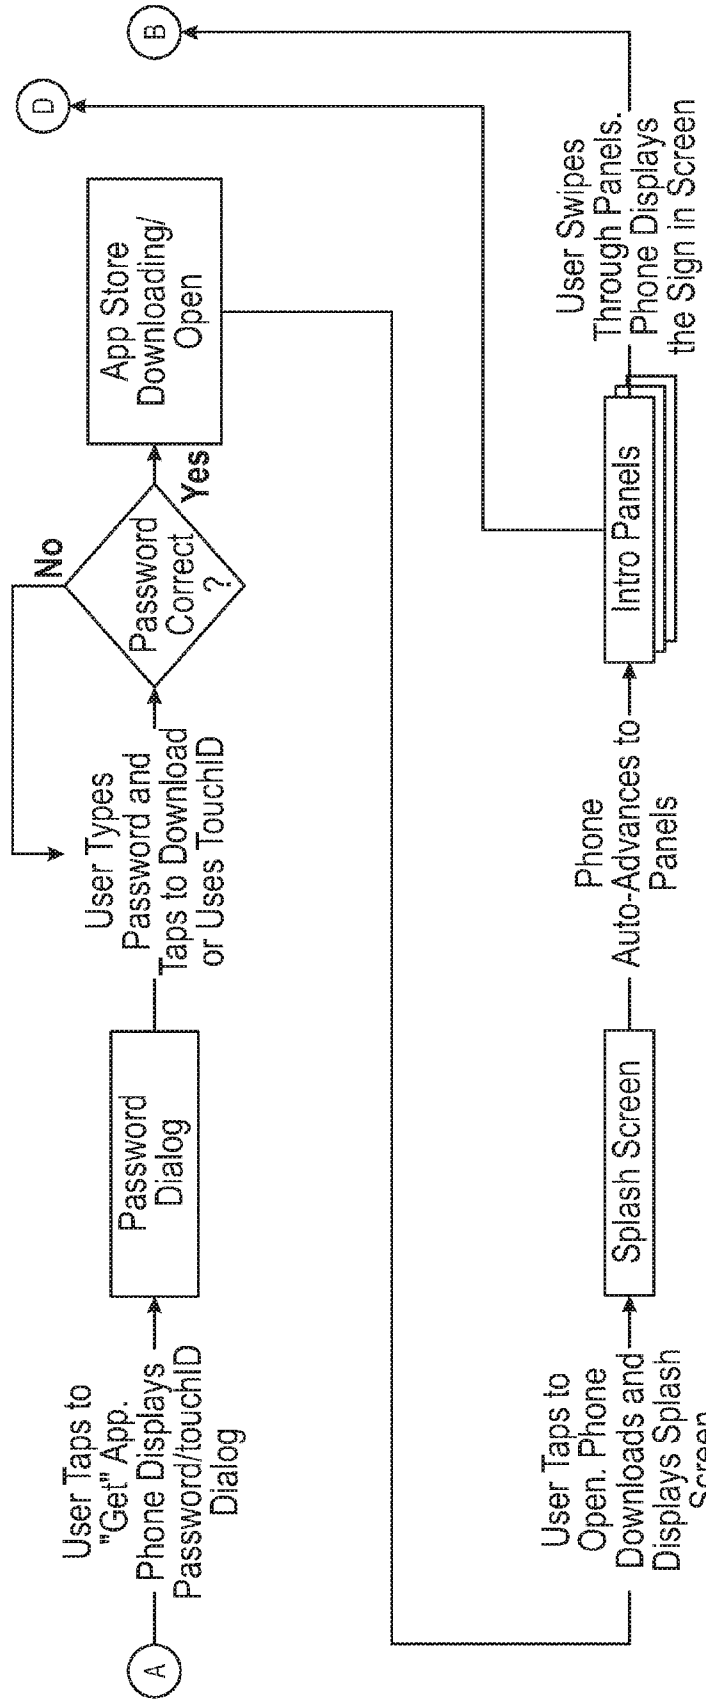 A
User Taps to
"Get" App.
Phone Displays
Password/touchID
Dialog
Password
Dialog
User Types
Password and
Taps to Download
or Uses TouchID
No
Password
Correct
?
Yes
App Store
Downloading/
Open
D
B
User Taps to
Open. Phone
Downloads and
Displays Splash
Screen
Splash Screen
Phone
Auto-Advances to
Panels
Intro Panels
User Swipes
Through Panels.
Phone Displays
the Sign in Screen